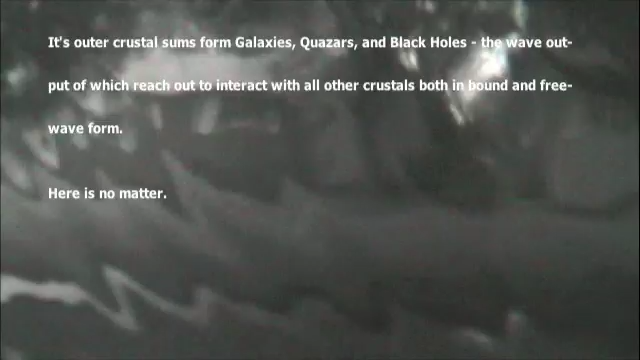 It's outer crustal sums form Galaxies, Quazars, and Black Holes - the wave out-
put of which reach out to interact with all other crustals both in bound and free-
wave form.
Here is no matter.